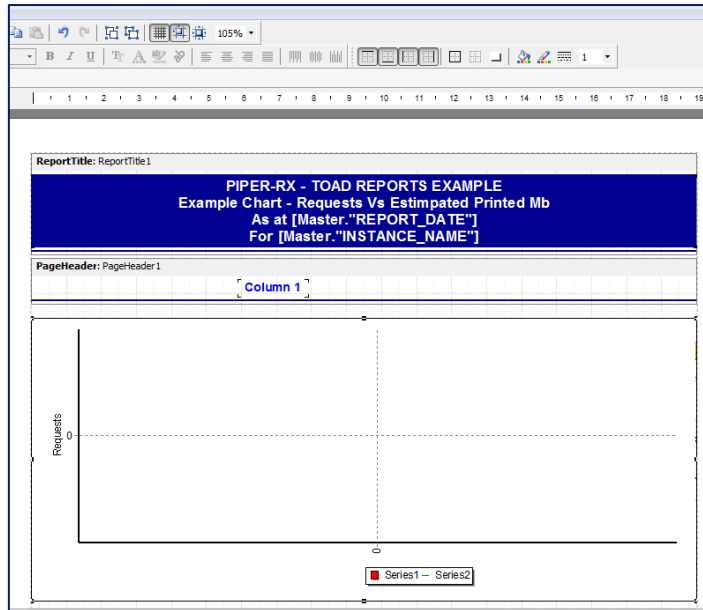 105%
B I U
1
1 2 3 4 5 6 7 8 9 10 11 12 13 14 15 16 17 18 19
ReportTitle: ReportTitle1
PIPER-RX - TOAD REPORTS EXAMPLE
Example Chart - Requests Vs Estimpated Printed Mb
As at [Master."REPORT_DATE"]
For [Master."INSTANCE_NAME"]
PageHeader: PageHeader1
Column 1
Requests
0
0
Series1 — Series2